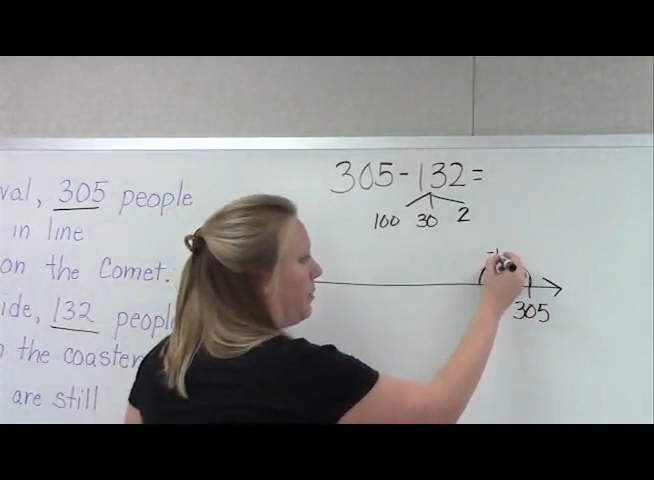 val, 305 people
in line
on the Comet.
ide, 132 people
the coaster
are still
305-132=
100 30 2
305